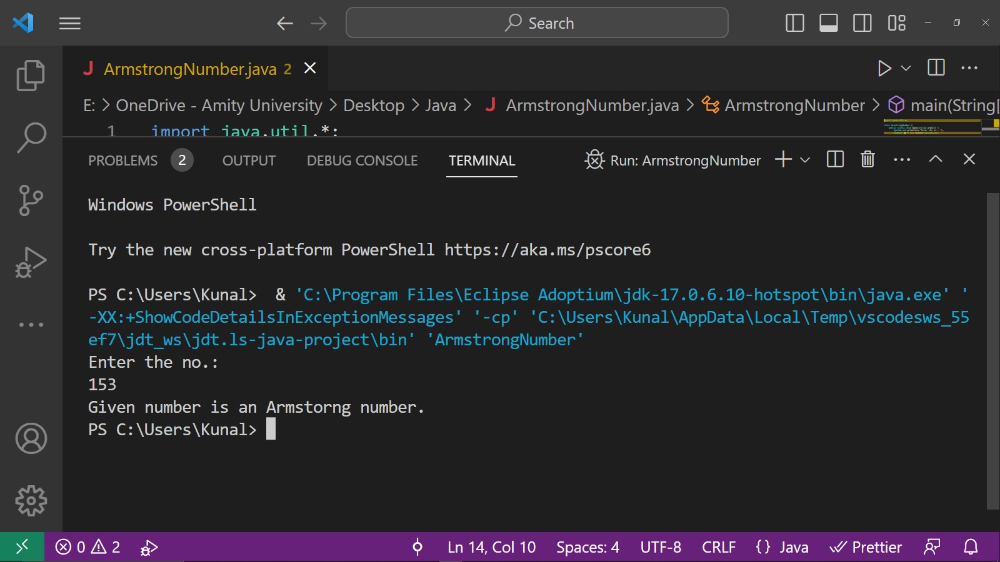 Search
ArmstrongNumber.java 2
E: > OneDrive - Amity University > Desktop > Java > J ArmstrongNumber.java > ArmstrongNumber > main(String[
1 import java.util.*;
PROBLEMS 2 OUTPUT DEBUG CONSOLE TERMINAL Run: ArmstrongNumber
Windows PowerShell
Try the new cross-platform PowerShell https://aka.ms/pscore6
PS C:\Users\Kunal>  & 'C:\Program Files\Eclipse Adoptium\jdk-17.0.6.10-hotspot\bin\java.exe' '
-XX:+ShowCodeDetailsInExceptionMessages' '-cp' 'C:\Users\Kunal\AppData\Local\Temp\vscodesws_55
ef7\jdt_ws\jdt.ls-java-project\bin' 'ArmstrongNumber'
Enter the no.:
153
Given number is an Armstorng number.
PS C:\Users\Kunal>
0 2 Ln 14, Col 10 Spaces: 4 UTF-8 CRLF {} Java Prettier